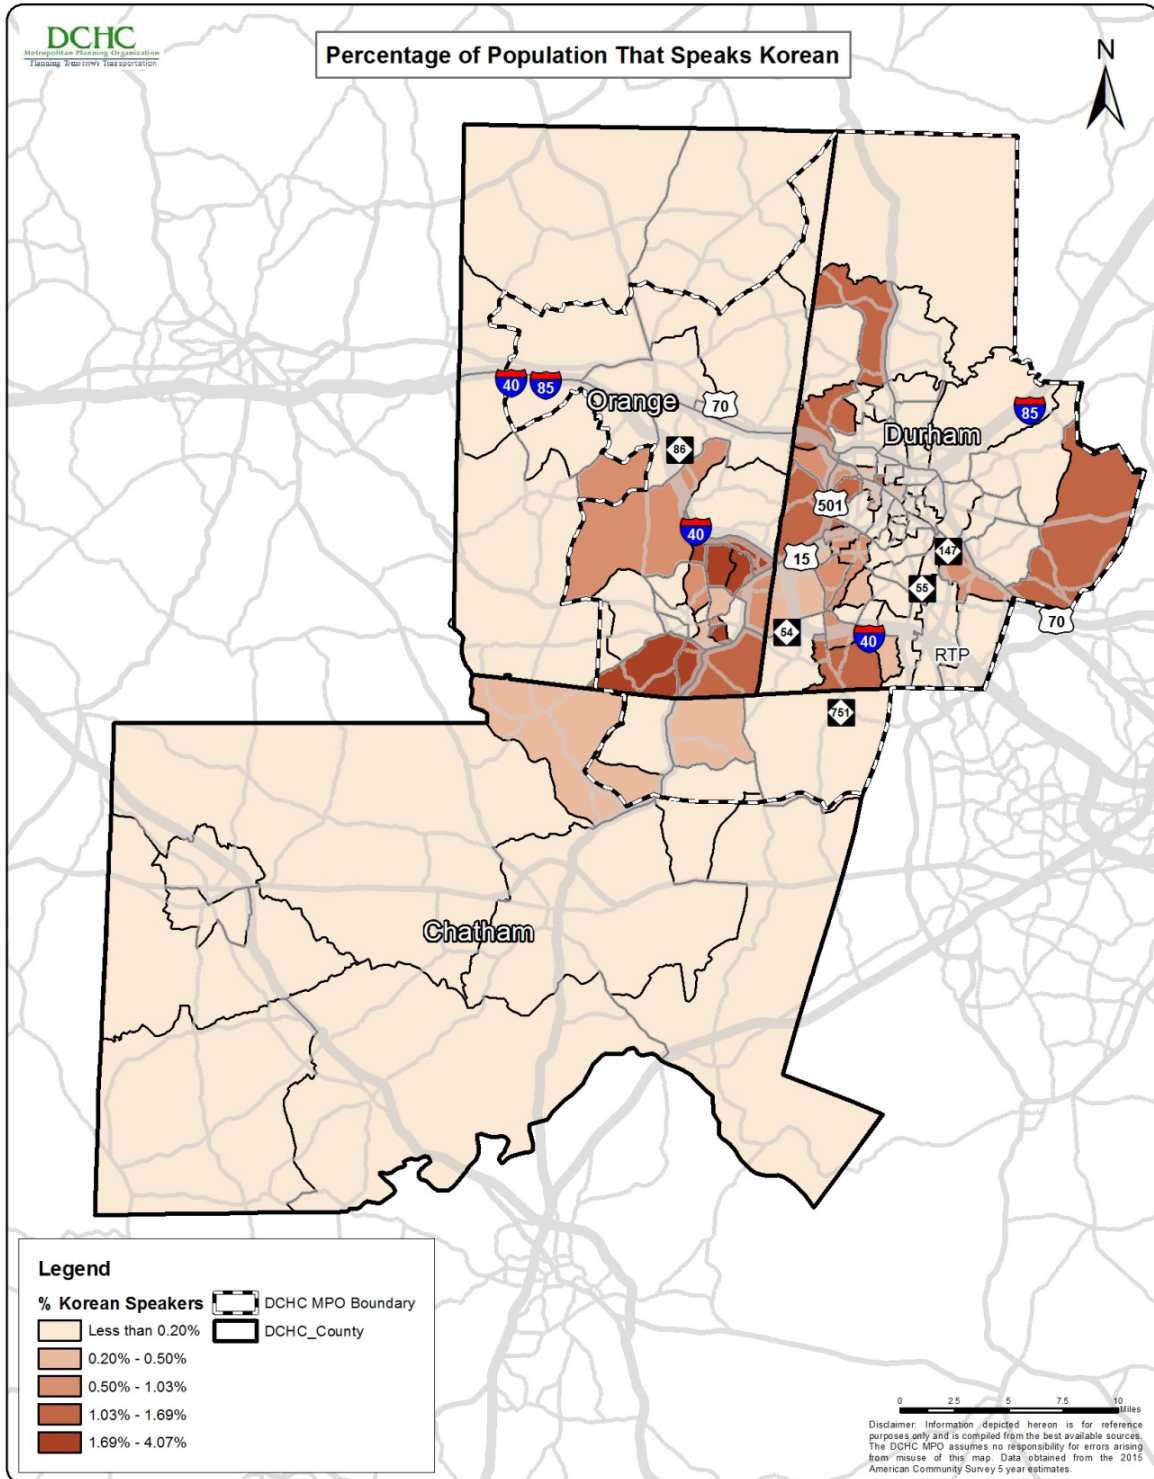 DCHC
Metropolitan Planning Organization
Planning Tomorrow's Transportation
Percentage of Population That Speaks Korean
N
40
85
Orange
70
86
85
Durham
501
40
15
147
55
54
40
70
RTP
751
Chatham
Legend
% Korean Speakers
Less than 0.20%
0.20% - 0.50%
0.50% - 1.03%
1.03% - 1.69%
1.69% - 4.07%
DCHC MPO Boundary
DCHC_County
0 2.5 5 7.5 10
Miles
Disclaimer: Information depicted hereon is for reference
purposes only and is compiled from the best available sources.
The DCHC MPO assumes no responsibility for errors arising
from misuse of this map. Data obtained from the 2015
American Community Survey 5 year estimates.